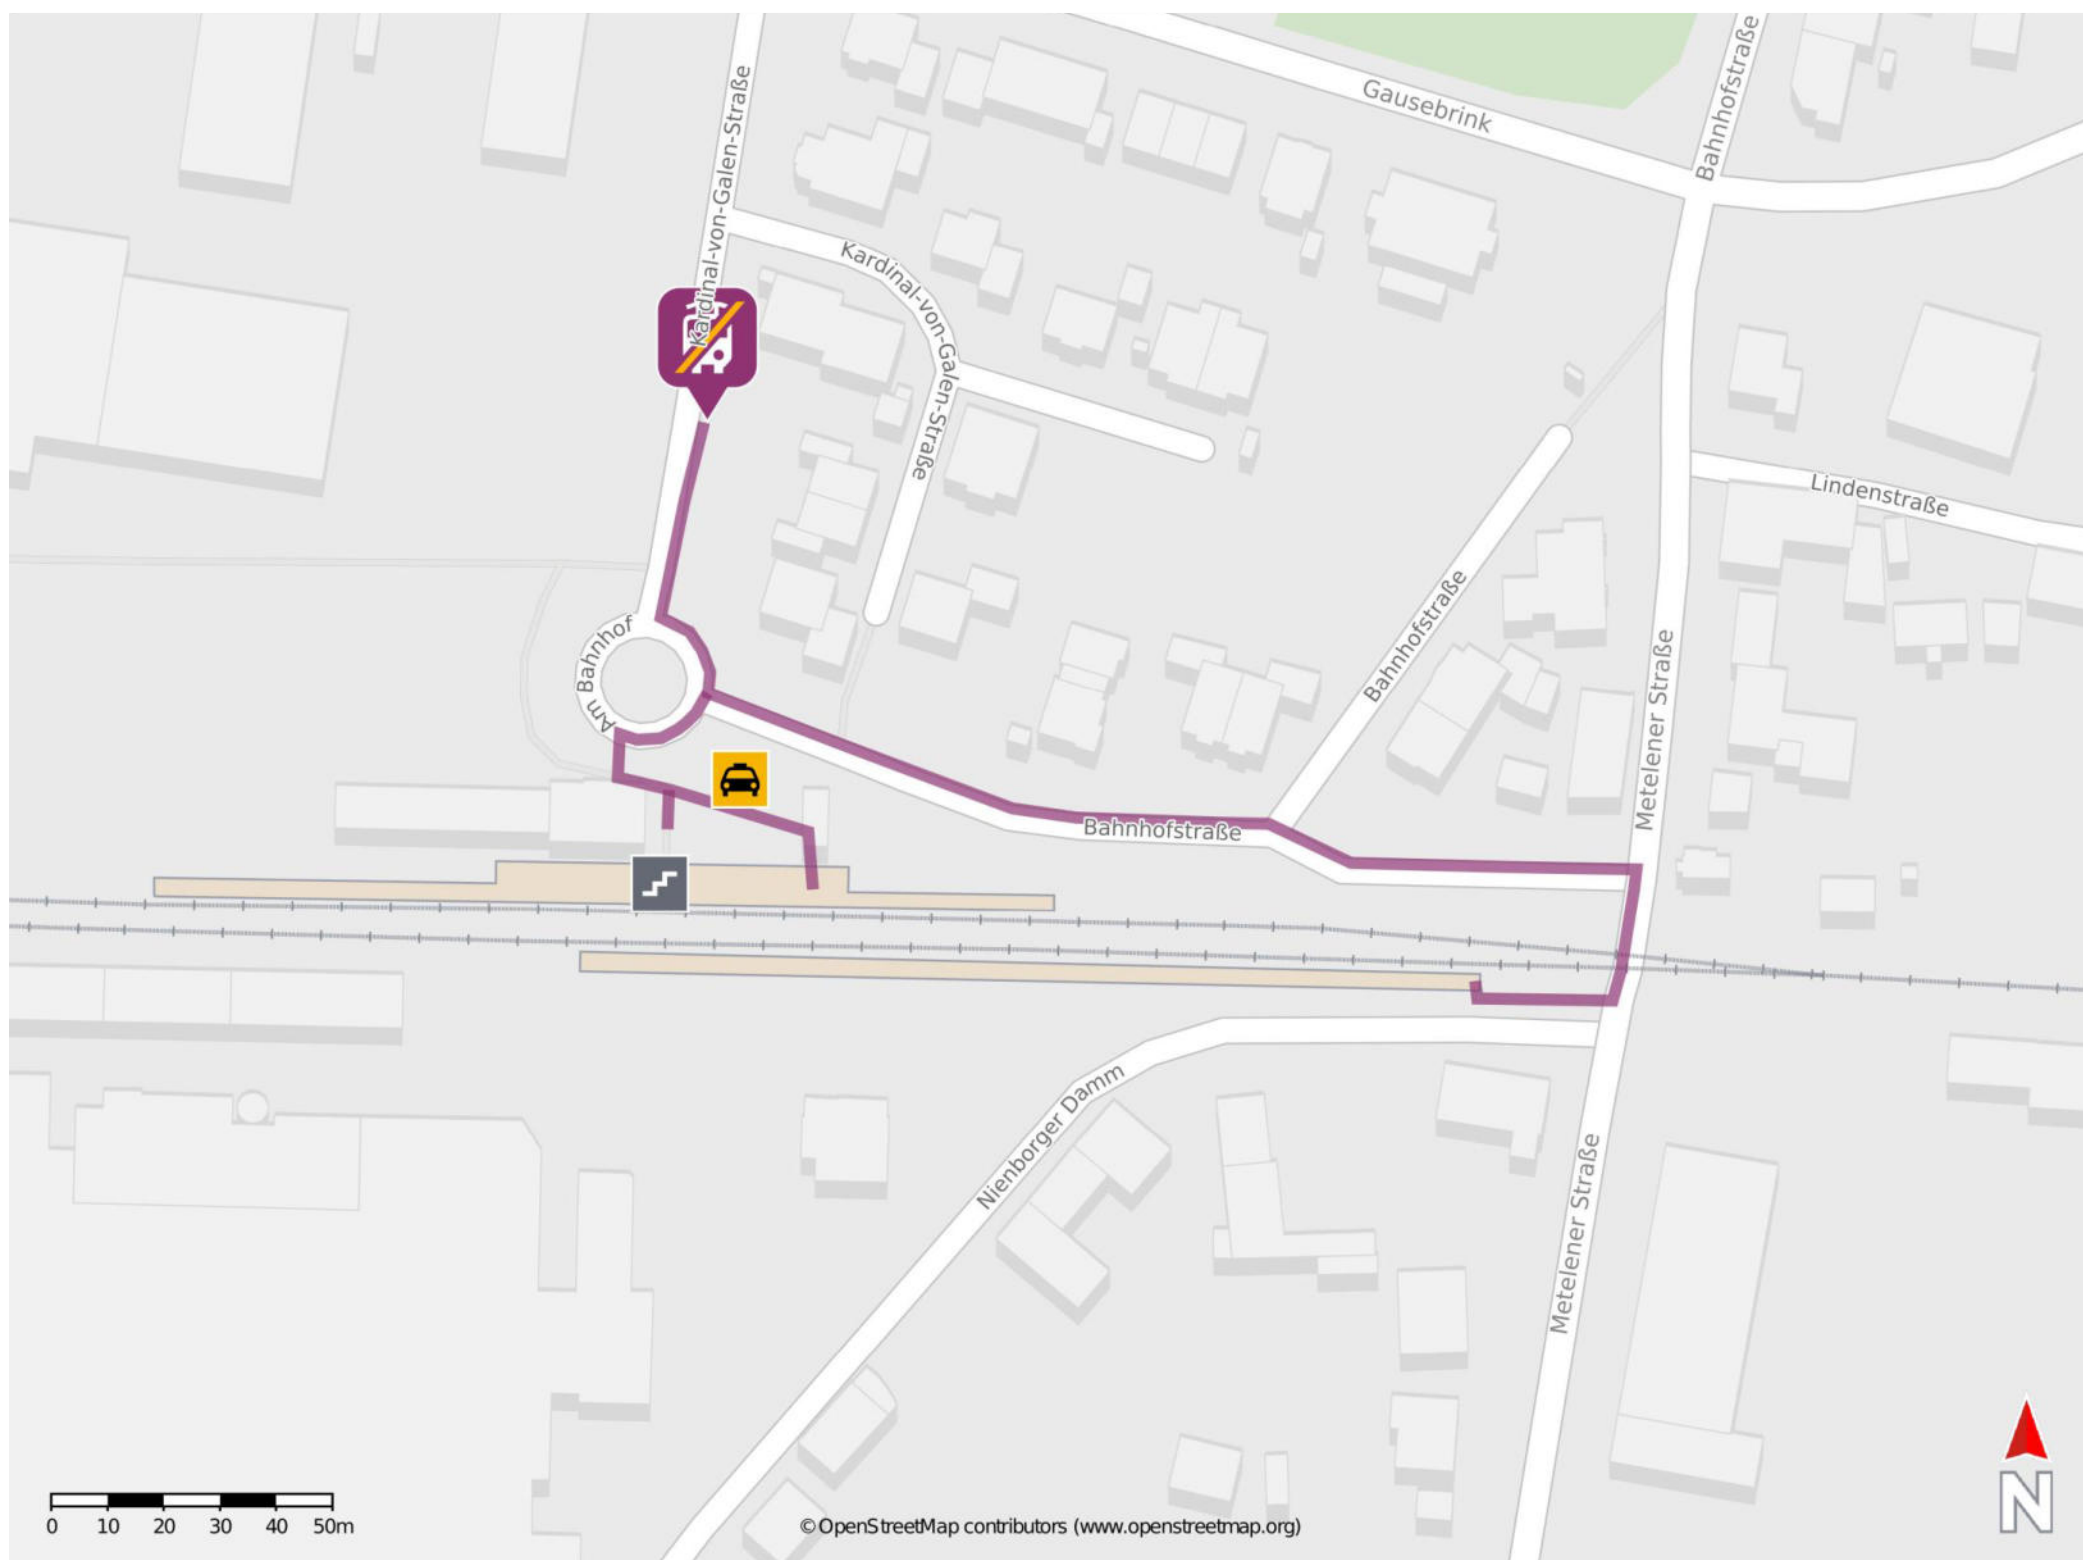 Bahnhofstraße
Kardinal-von-Galen-Straße
Gausebrink
Kardinal-von-Galen-Straße
Lindenstraße
Bahnhofstraße
Am Bahnhof
Metelener Straße
Bahnhofstraße
Nienborger Damm
Metelener Straße
N
0 10 20 30 40 50m
© OpenStreetMap contributors (www.openstreetmap.org)